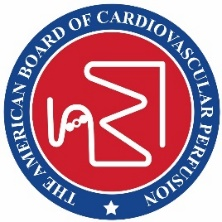 THE AMERICAN BOARD OF CARDIOVASCULAR PERFUSION